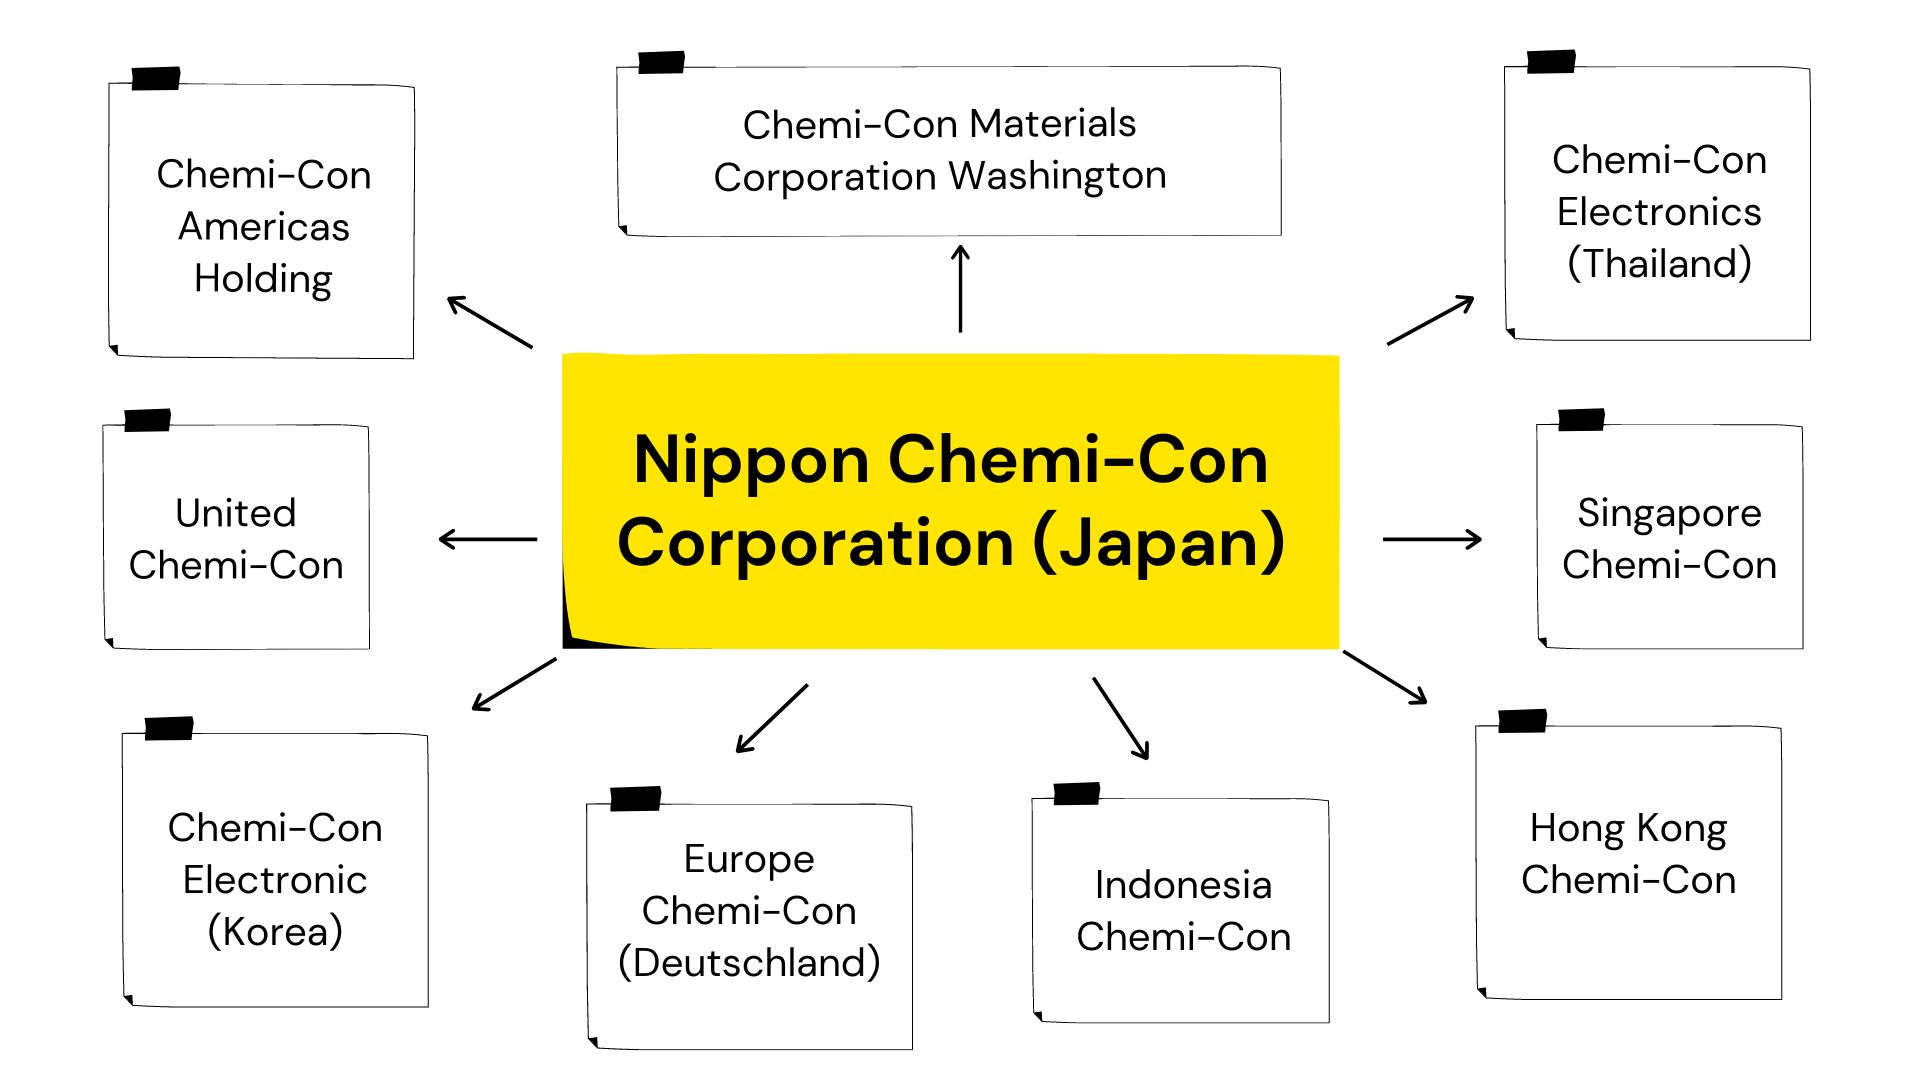 Chemi-Con
Americas
Holding
Chemi-Con Materials
Corporation Washington
Chemi-Con
Electronics
(Thailand)
United
Chemi-Con
Nippon Chemi-Con
Corporation (Japan)
Singapore
Chemi-Con
Chemi-Con
Electronic
(Korea)
Europe
Chemi-Con
(Deutschland)
Indonesia
Chemi-Con
Hong Kong
Chemi-Con